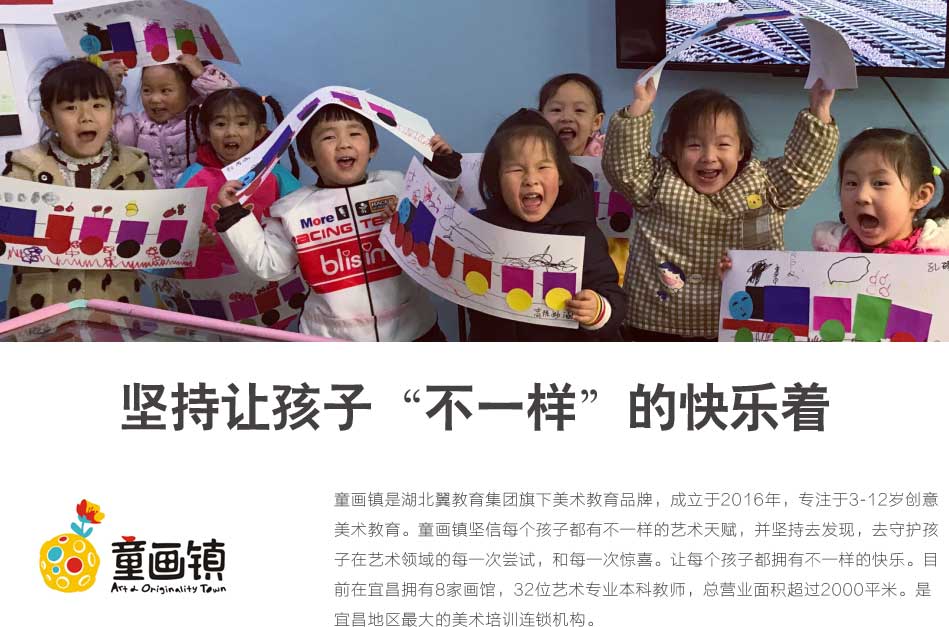 More
RACING TE
blisin
坚持让孩子“不一样”的快乐着
童画镇是湖北翼教育集团旗下美术教育品牌，成立于2016年，专注于3-12岁创意
美术教育。童画镇坚信每个孩子都有不一样的艺术天赋，并坚持去发现，去守护孩
子在艺术领域的每一次尝试，和每一次惊喜。让每个孩子都拥有不一样的快乐。目
前在宜昌拥有8家画馆，32位艺术专业本科教师，总营业面积超过2000平米。是
宜昌地区最大的美术培训连锁机构。
童画镇
Art & Originality Town